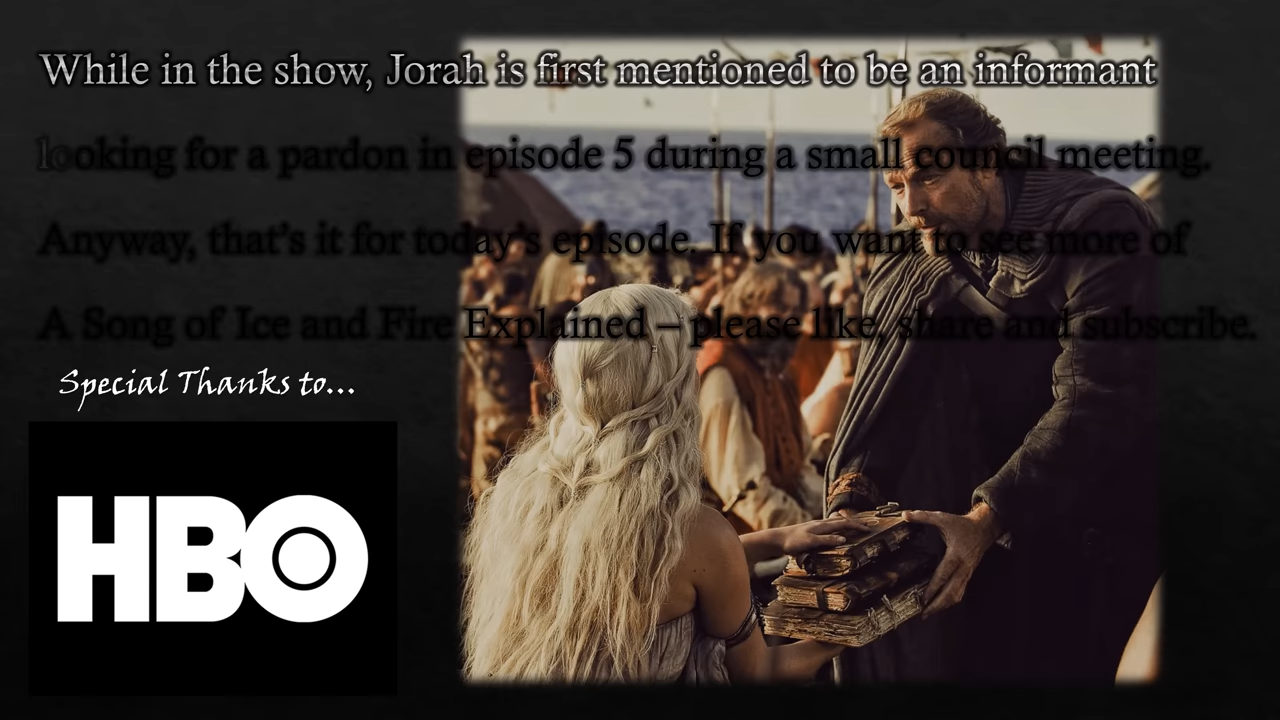 While in the show, Jorah is first mentioned to be an informant
looking for a pardon in episode 5 during a small council meeting.
Anyway, that's it for today's episode. If you want to see more of
A Song of Ice and Fire Explained – please like, share and subscribe.
Special Thanks to...
HBO